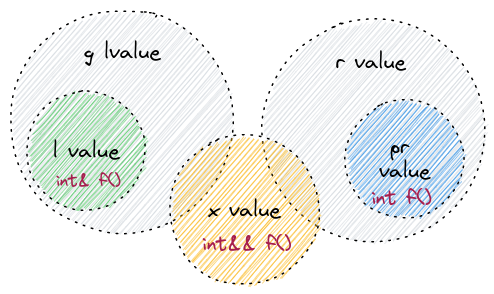 g lvalue
r value
l value
int& f()
pr
value
int f()
x value
int&& f()